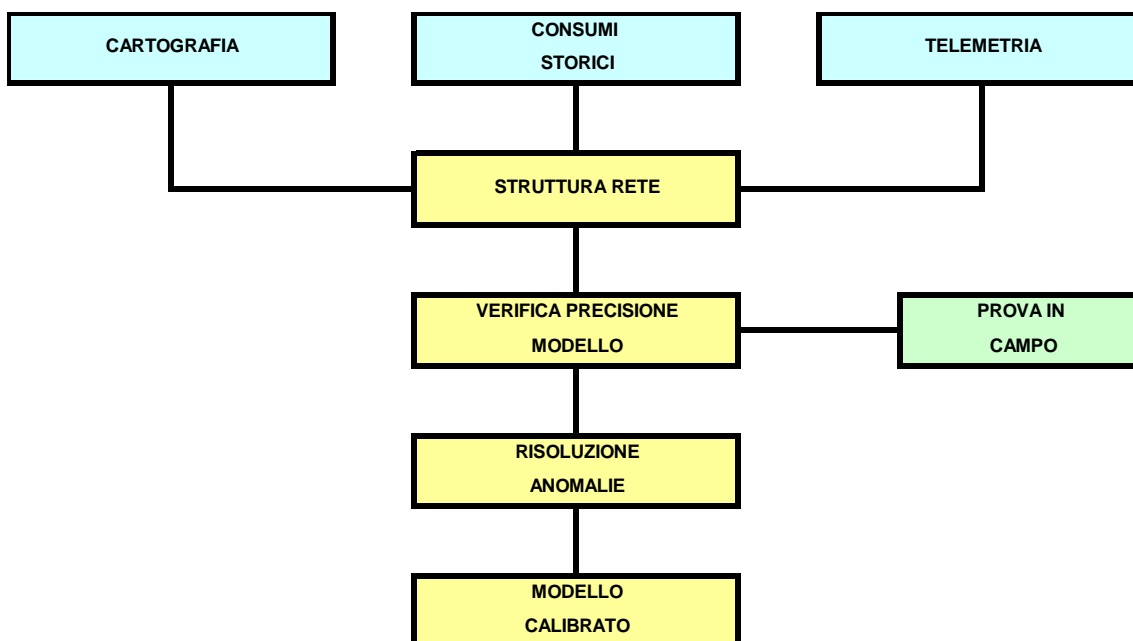 CARTOGRAFIA
CONSUMI
STORICI
TELEMETRIA
STRUTTURA RETE
VERIFICA PRECISIONE
MODELLO
PROVA IN
CAMPO
RISOLUZIONE
ANOMALIE
MODELLO
CALIBRATO